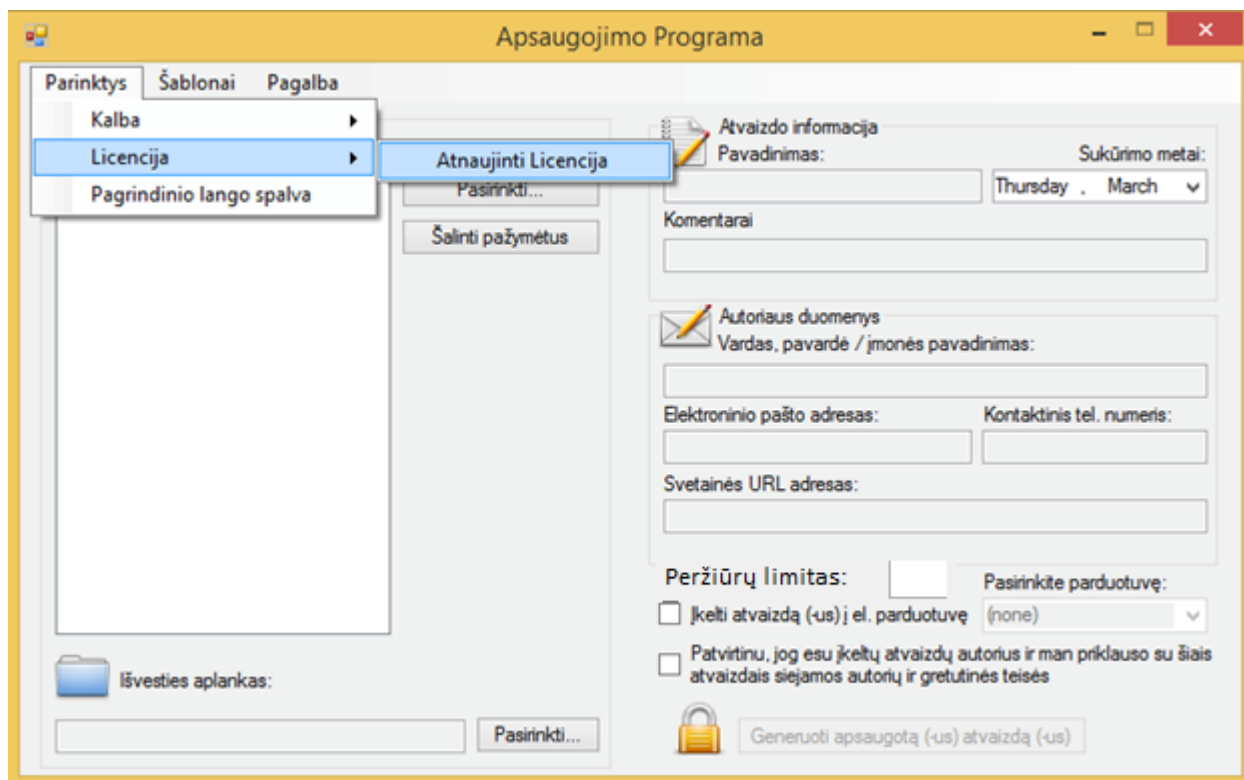 Apsaugojimo Programa
Parinktys Šablonai Pagalba
Kalba
Licencija
Atnaujinti Licencija
Pagrindinio lango spalva
Pasirinkti...
Šalinti pažymėtus
Atvaizdo informacija
Pavadinimas: Sukūrimo metai:
Thursday , March
Komentarai
Autoriaus duomenys
Vardas, pavardė / įmonės pavadinimas:
Elektroninio pašto adresas: Kontaktinis tel. numeris:
Svetainės URL adresas:
Peržiūrų limitas: Pasirinkite parduotuvę:
Įkelti atvaizdą (-us) į el. parduotuvę (none)
Patvirtinu, jog esu įkeltų atvaizdų autorius ir man priklauso su šiais
atvaizdais siejamos autorių ir gretutinės teisės
Išvesties aplankas:
Pasirinkti...
Generuoti apsaugotą (-us) atvaizdą (-us)